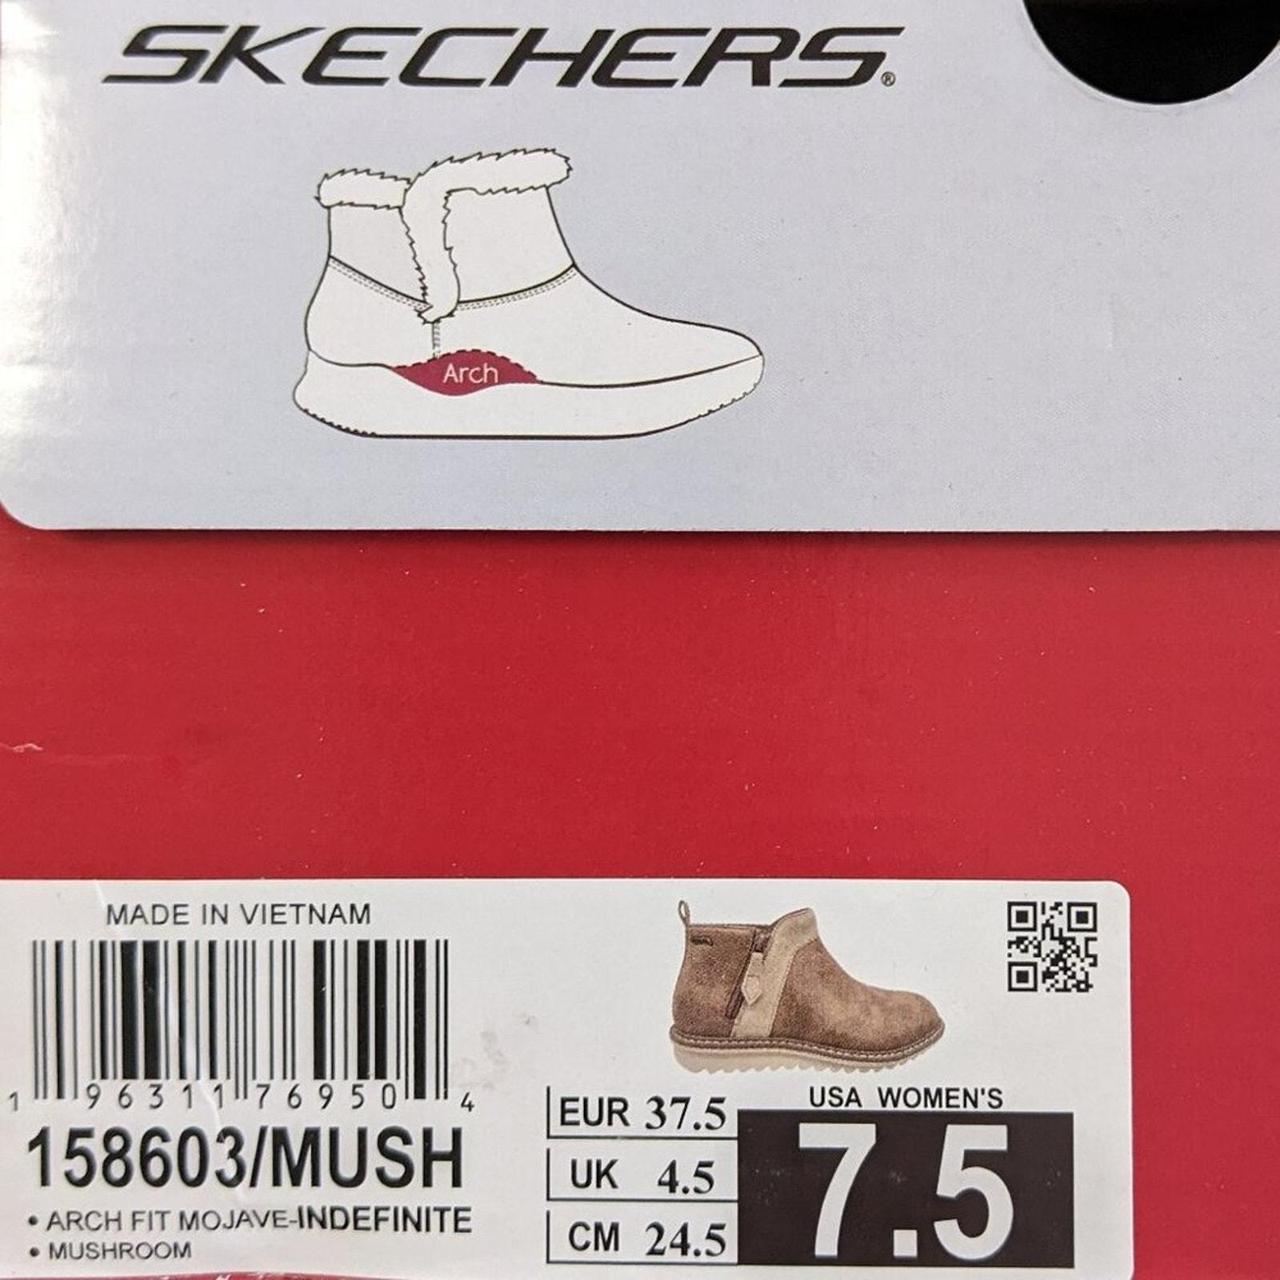 SKECHERS®
Arch
MADE IN VIETNAM
1 96311 76950 4
158603/MUSH
• ARCH FIT MOJAVE-INDEFINITE
• MUSHROOM
EUR 37.5
UK 4.5
CM 24.5
USA WOMEN'S
7.5